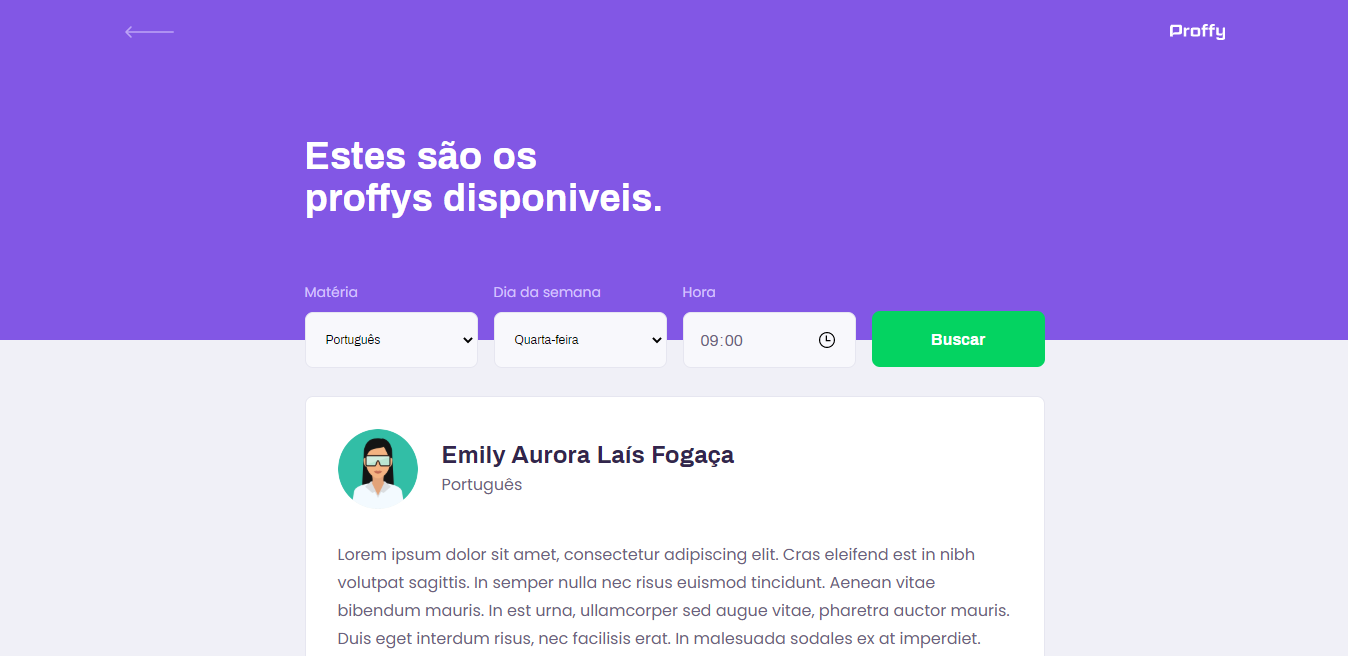 Proffy
Estes são os
proffys disponiveis.
Matéria
Dia da semana
Hora
Português
Quarta-feira
09:00
Buscar
Emily Aurora Laís Fogaça
Português
Lorem ipsum dolor sit amet, consectetur adipiscing elit. Cras eleifend est in nibh
volutpat sagittis. In semper nulla nec risus euismod tincidunt. Aenean vitae
bibendum mauris. In est urna, ullamcorper sed augue vitae, pharetra auctor mauris.
Duis eget interdum risus, nec facilisis erat. In malesuada sodales ex at imperdiet.